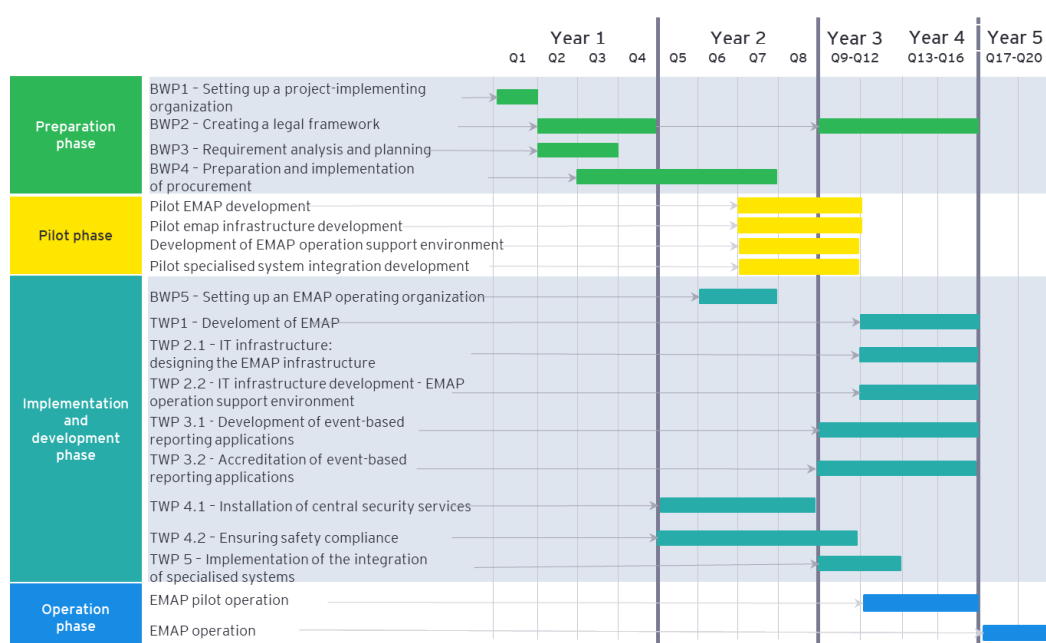 Year 1
Year 2
Year 3
Year 4
Year 5
Q1
Q2
Q3
Q4
Q5
Q6
Q7
Q8
Q9-Q12
Q13-Q16
Q17-Q20
Preparation
phase
BWP1 – Setting up a project-implementing
organization
BWP2 – Creating a legal framework
BWP3 – Requirement analysis and planning
BWP4 – Preparation and implementation
of procurement
Pilot phase
Pilot EMAP development
Pilot emap infrastructure development
Development of EMAP operation support environment
Pilot specialised system integration development
Implementation
and
development
phase
BWP5 – Setting up an EMAP operating organization
TWP1 – Develoment of EMAP
TWP 2.1 – IT infrastructure:
designing the EMAP infrastructure
TWP 2.2 - IT infrastructure development - EMAP
operation support environment
TWP 3.1 – Development of event-based
reporting applications
TWP 3.2 – Accreditation of event-based
reporting applications
TWP 4.1 – Installation of central security services
TWP 4.2 – Ensuring safety compliance
TWP 5 – Implementation of the integration
of specialised systems
Operation
phase
EMAP pilot operation
EMAP operation